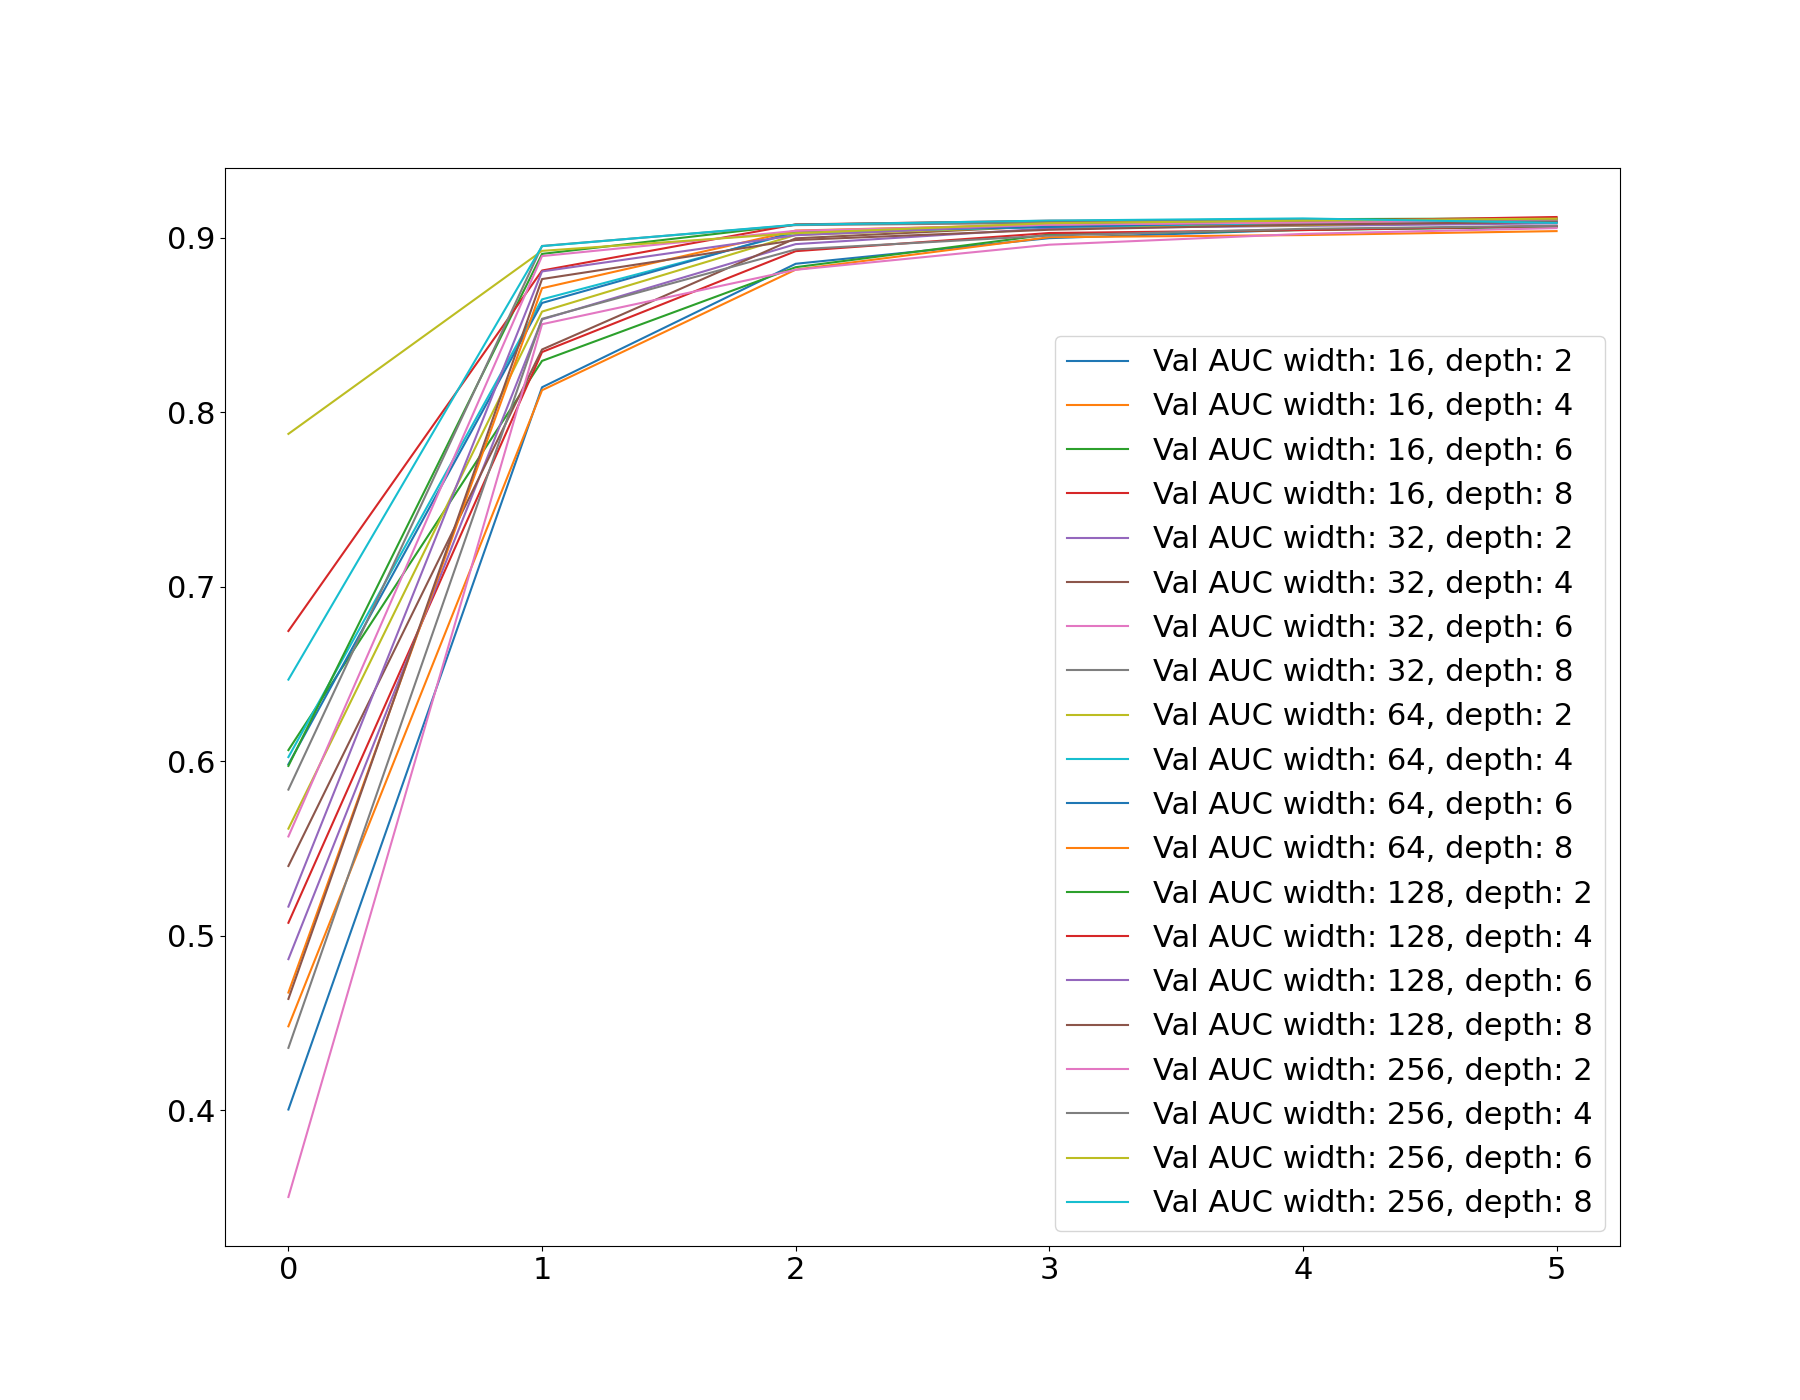 0.9
0.8
0.7
0.6
0.5
0.4
0 1 2 3 4 5
Val AUC width: 16, depth: 2
Val AUC width: 16, depth: 4
Val AUC width: 16, depth: 6
Val AUC width: 16, depth: 8
Val AUC width: 32, depth: 2
Val AUC width: 32, depth: 4
Val AUC width: 32, depth: 6
Val AUC width: 32, depth: 8
Val AUC width: 64, depth: 2
Val AUC width: 64, depth: 4
Val AUC width: 64, depth: 6
Val AUC width: 64, depth: 8
Val AUC width: 128, depth: 2
Val AUC width: 128, depth: 4
Val AUC width: 128, depth: 6
Val AUC width: 128, depth: 8
Val AUC width: 256, depth: 2
Val AUC width: 256, depth: 4
Val AUC width: 256, depth: 6
Val AUC width: 256, depth: 8